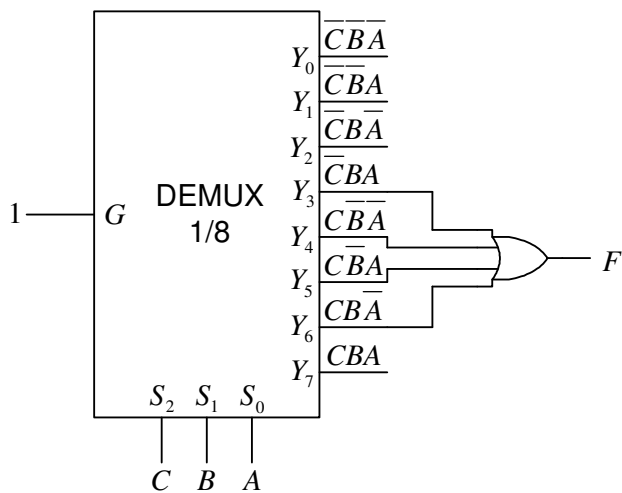 Y₀ C̅B̅A̅
Y₁ C̅B̅A
Y₂ C̅BA̅
Y₃ C̅BA
1 G DEMUX
1/8
Y₄ CB̅A̅
F
Y₅ CB̅A
Y₆ CBA̅
Y₇ CBA
S₂ S₁ S₀
C B A